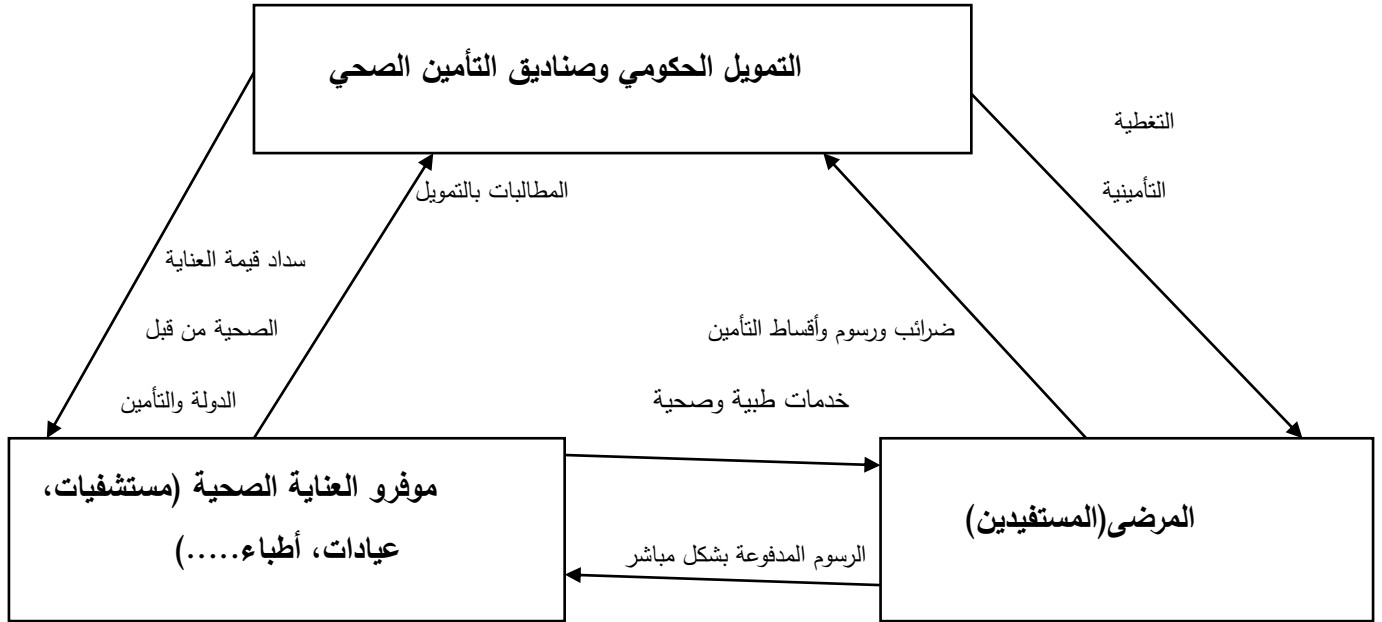 التمويل الحكومي وصناديق التأمين الصحي
التغطية
التأمينية
المطالبات بالتمويل
سداد قيمة العناية
الصحية من قبل
الدولة والتأمين
ضرائب ورسوم وأقساط التأمين
خدمات طبية وصحية
المرضى(المستفيدين)
موفرو العناية الصحية (مستشفيات،
عيادات، أطباء.....)
الرسوم المدفوعة بشكل مباشر